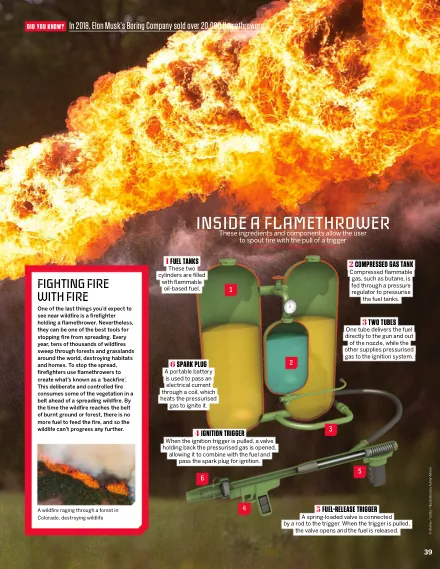 DID YOU KNOW? In 2018, Elon Musk's Boring Company sold over 20,000 flamethrowers
INSIDE A FLAMETHROWER
These ingredients and components allow the user
to spout fire with the pull of a trigger
1 FUEL TANKS
These two
cylinders are filled
with flammable
oil-based fuel.
2 COMPRESSED GAS TANK
Compressed flammable
gas, such as butane, is
fed through a pressure
regulator to pressurise
the fuel tanks.
3 TWO TUBES
One tube delivers the fuel
directly to the gun and out
of the nozzle, while the
other supplies pressurised
gas to the ignition system.
6 SPARK PLUG
A portable battery
is used to pass an
electrical current
through a coil, which
heats the pressurised
gas to ignite it.
4 IGNITION TRIGGER
When the ignition trigger is pulled, a valve
holding back the pressurised gas is opened,
allowing it to combine with the fuel and
pass the spark plug for ignition.
5 FUEL-RELEASE TRIGGER
A spring-loaded valve is connected
by a rod to the trigger. When the trigger is pulled,
the valve opens and the fuel is released.
1
2
3
5
6
4
FIGHTING FIRE
WITH FIRE
One of the last things you'd expect to
see near wildfire is a firefighter
holding a flamethrower. Nevertheless,
they can be one of the best tools for
stopping fire from spreading. Every
year, tens of thousands of wildfires
sweep through forests and grasslands
around the world, destroying habitats
and homes. To stop the spread,
firefighters use flamethrowers to
create what's known as a 'backfire'.
This deliberate and controlled fire
consumes some of the vegetation in a
belt ahead of a spreading wildfire. By
the time the wildfire reaches the belt
of burnt ground or forest, there is no
more fuel to feed the fire, and so the
wildfire can't progress any further.
A wildfire raging through a forest in
Colorado, destroying wildlife
39